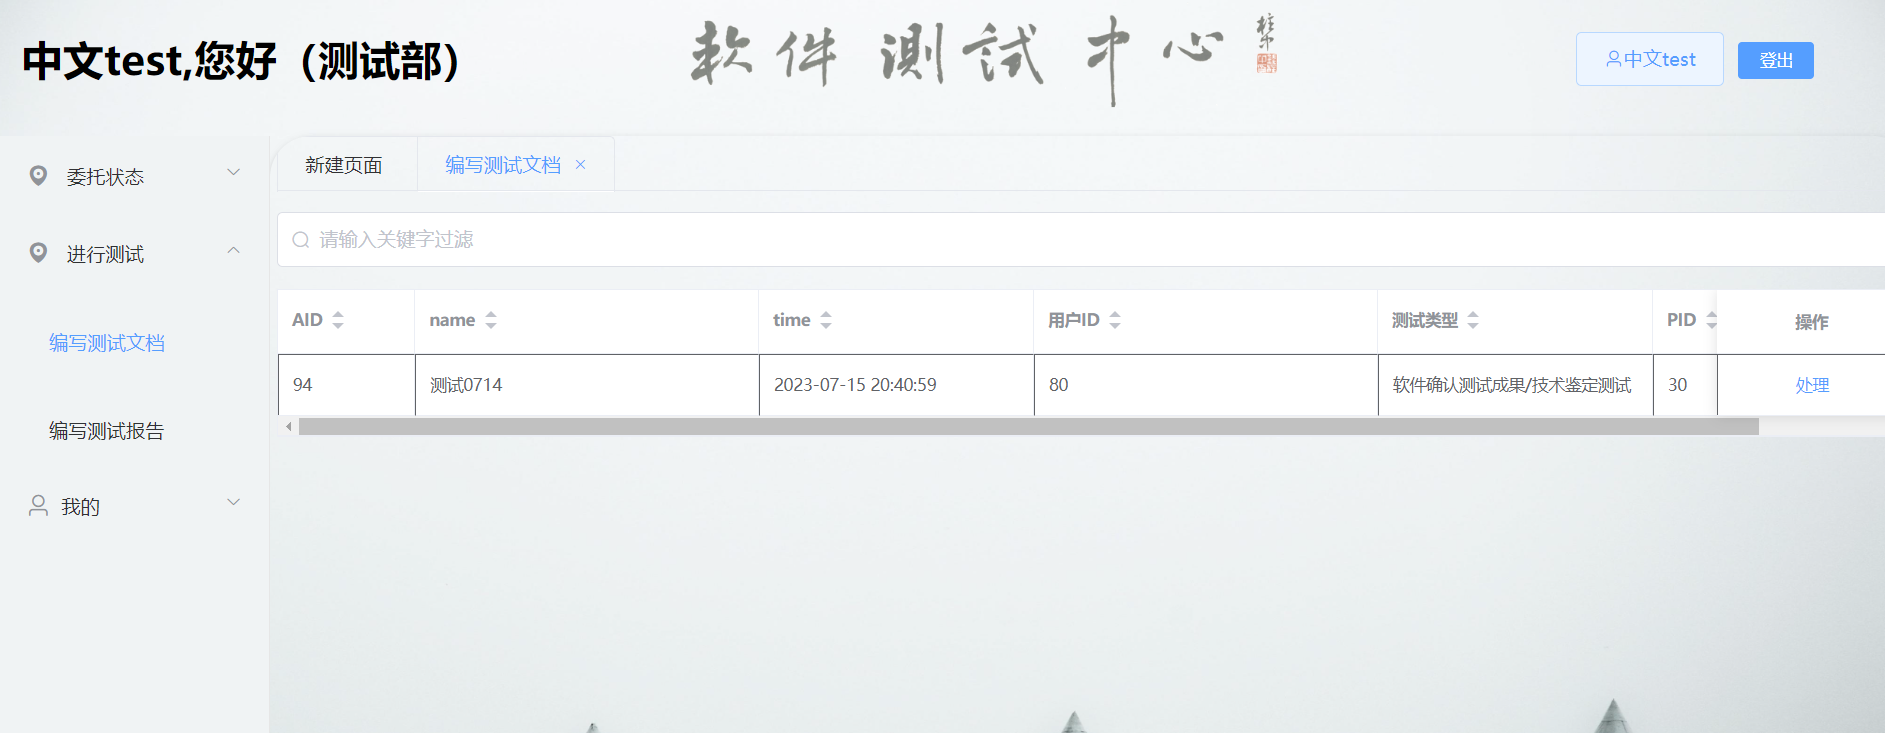 中文test,您好（测试部）
軟件測試中心
中文test
登出
委托状态
进行测试
编写测试文档
编写测试报告
我的
新建页面
编写测试文档
请输入关键字过滤
AID name time 用户ID 测试类型 PID 操作
94 测试0714 2023-07-15 20:40:59 80 软件确认测试成果/技术鉴定测试 30 处理